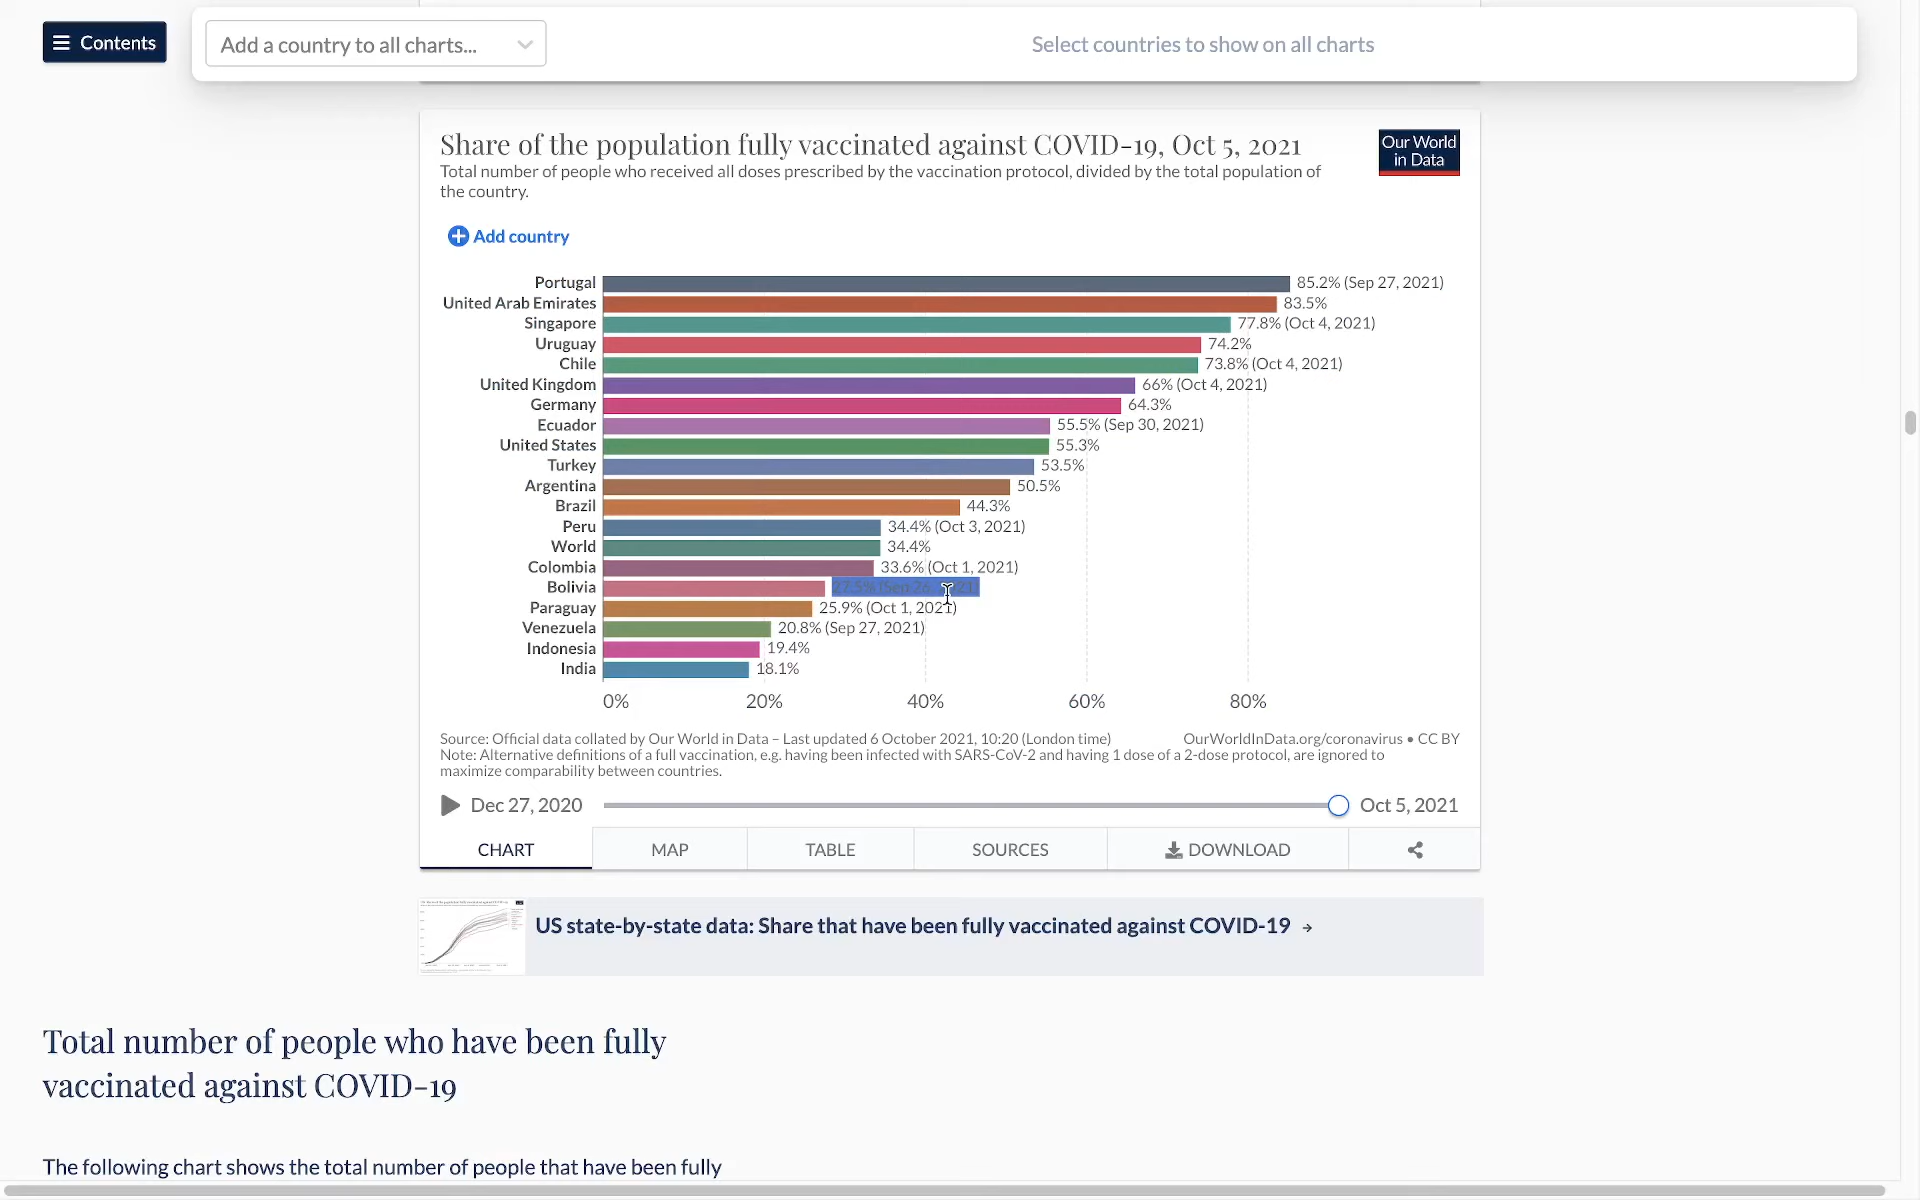 Contents
Add a country to all charts...
Select countries to show on all charts
Share of the population fully vaccinated against COVID-19, Oct 5, 2021
Our World
in Data
Total number of people who received all doses prescribed by the vaccination protocol, divided by the total population of
the country.
Add country
Portugal 85.2% (Sep 27, 2021)
United Arab Emirates 83.5%
Singapore 77.8% (Oct 4, 2021)
Uruguay 74.2%
Chile 73.8% (Oct 4, 2021)
United Kingdom 66% (Oct 4, 2021)
Germany 64.3%
Ecuador 55.5% (Sep 30, 2021)
United States 55.3%
Turkey 53.5%
Argentina 50.5%
Brazil 44.3%
Peru 34.4% (Oct 3, 2021)
World 34.4%
Colombia 33.6% (Oct 1, 2021)
Bolivia 27.5% (Sep 26, 2021)
Paraguay 25.9% (Oct 1, 2021)
Venezuela 20.8% (Sep 27, 2021)
Indonesia 19.4%
India 18.1%
0% 20% 40% 60% 80%
Source: Official data collated by Our World in Data – Last updated 6 October 2021, 10:20 (London time) OurWorldInData.org/coronavirus • CC BY
Note: Alternative definitions of a full vaccination, e.g. having been infected with SARS-CoV-2 and having 1 dose of a 2-dose protocol, are ignored to
maximize comparability between countries.
Dec 27, 2020 Oct 5, 2021
CHART MAP TABLE SOURCES DOWNLOAD
US state-by-state data: Share that have been fully vaccinated against COVID-19 →
Total number of people who have been fully
vaccinated against COVID-19
The following chart shows the total number of people that have been fully